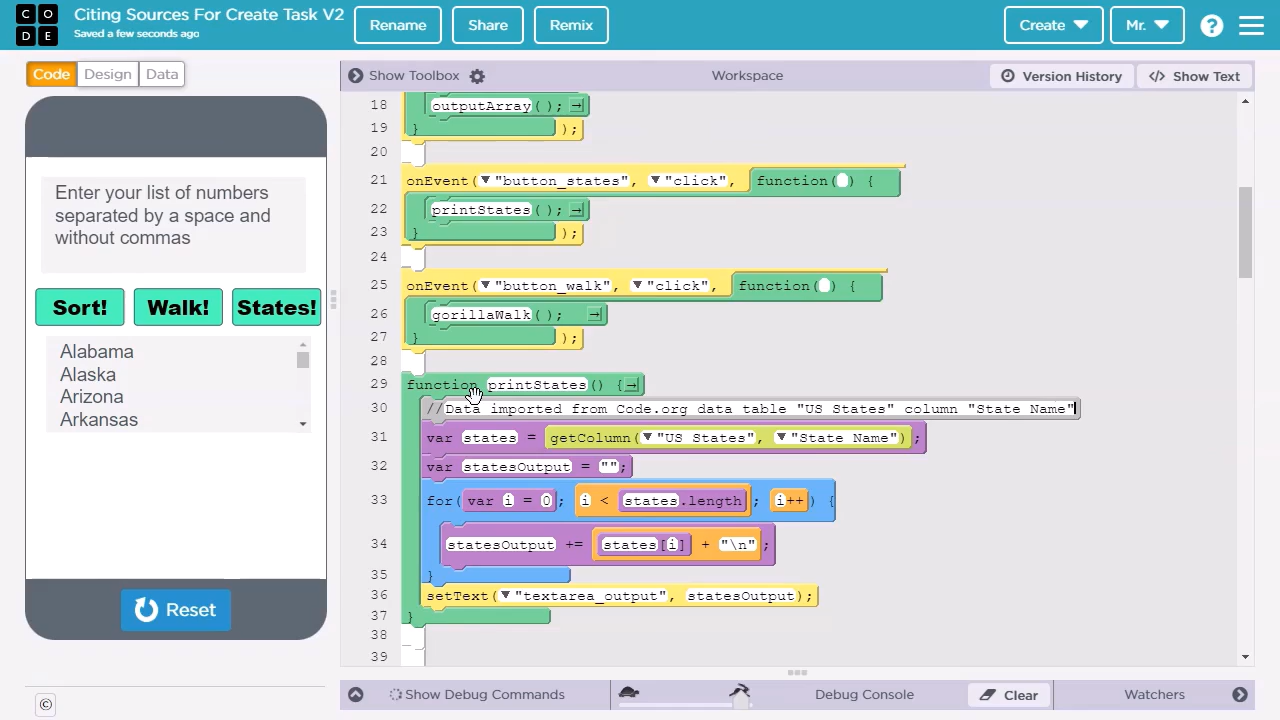 C O
D E
Citing Sources For Create Task V2
Saved a few seconds ago
Rename
Share
Remix
Create
Mr.
?
Code
Design
Data
Show Toolbox
Workspace
Version History
</> Show Text
Enter your list of numbers
separated by a space and
without commas
Sort!
Walk!
States!
Alabama
Alaska
Arizona
Arkansas
Reset
©
18 outputArray();
19 } );
20
21 onEvent("button_states", "click", function( ) {
22 printStates();
23 } );
24
25 onEvent("button_walk", "click", function( ) {
26 gorillaWalk();
27 } );
28
29 function printStates() {
30 //Data imported from Code.org data table "US States" column "State Name"
31 var states = getColumn("US States", "State Name");
32 var statesOutput = "";
33 for(var i = 0; i < states.length; i++) {
34 statesOutput += states[i] + "\n";
35 }
36 setText("textarea_output", statesOutput);
37 }
38
39
Show Debug Commands
Debug Console
Clear
Watchers